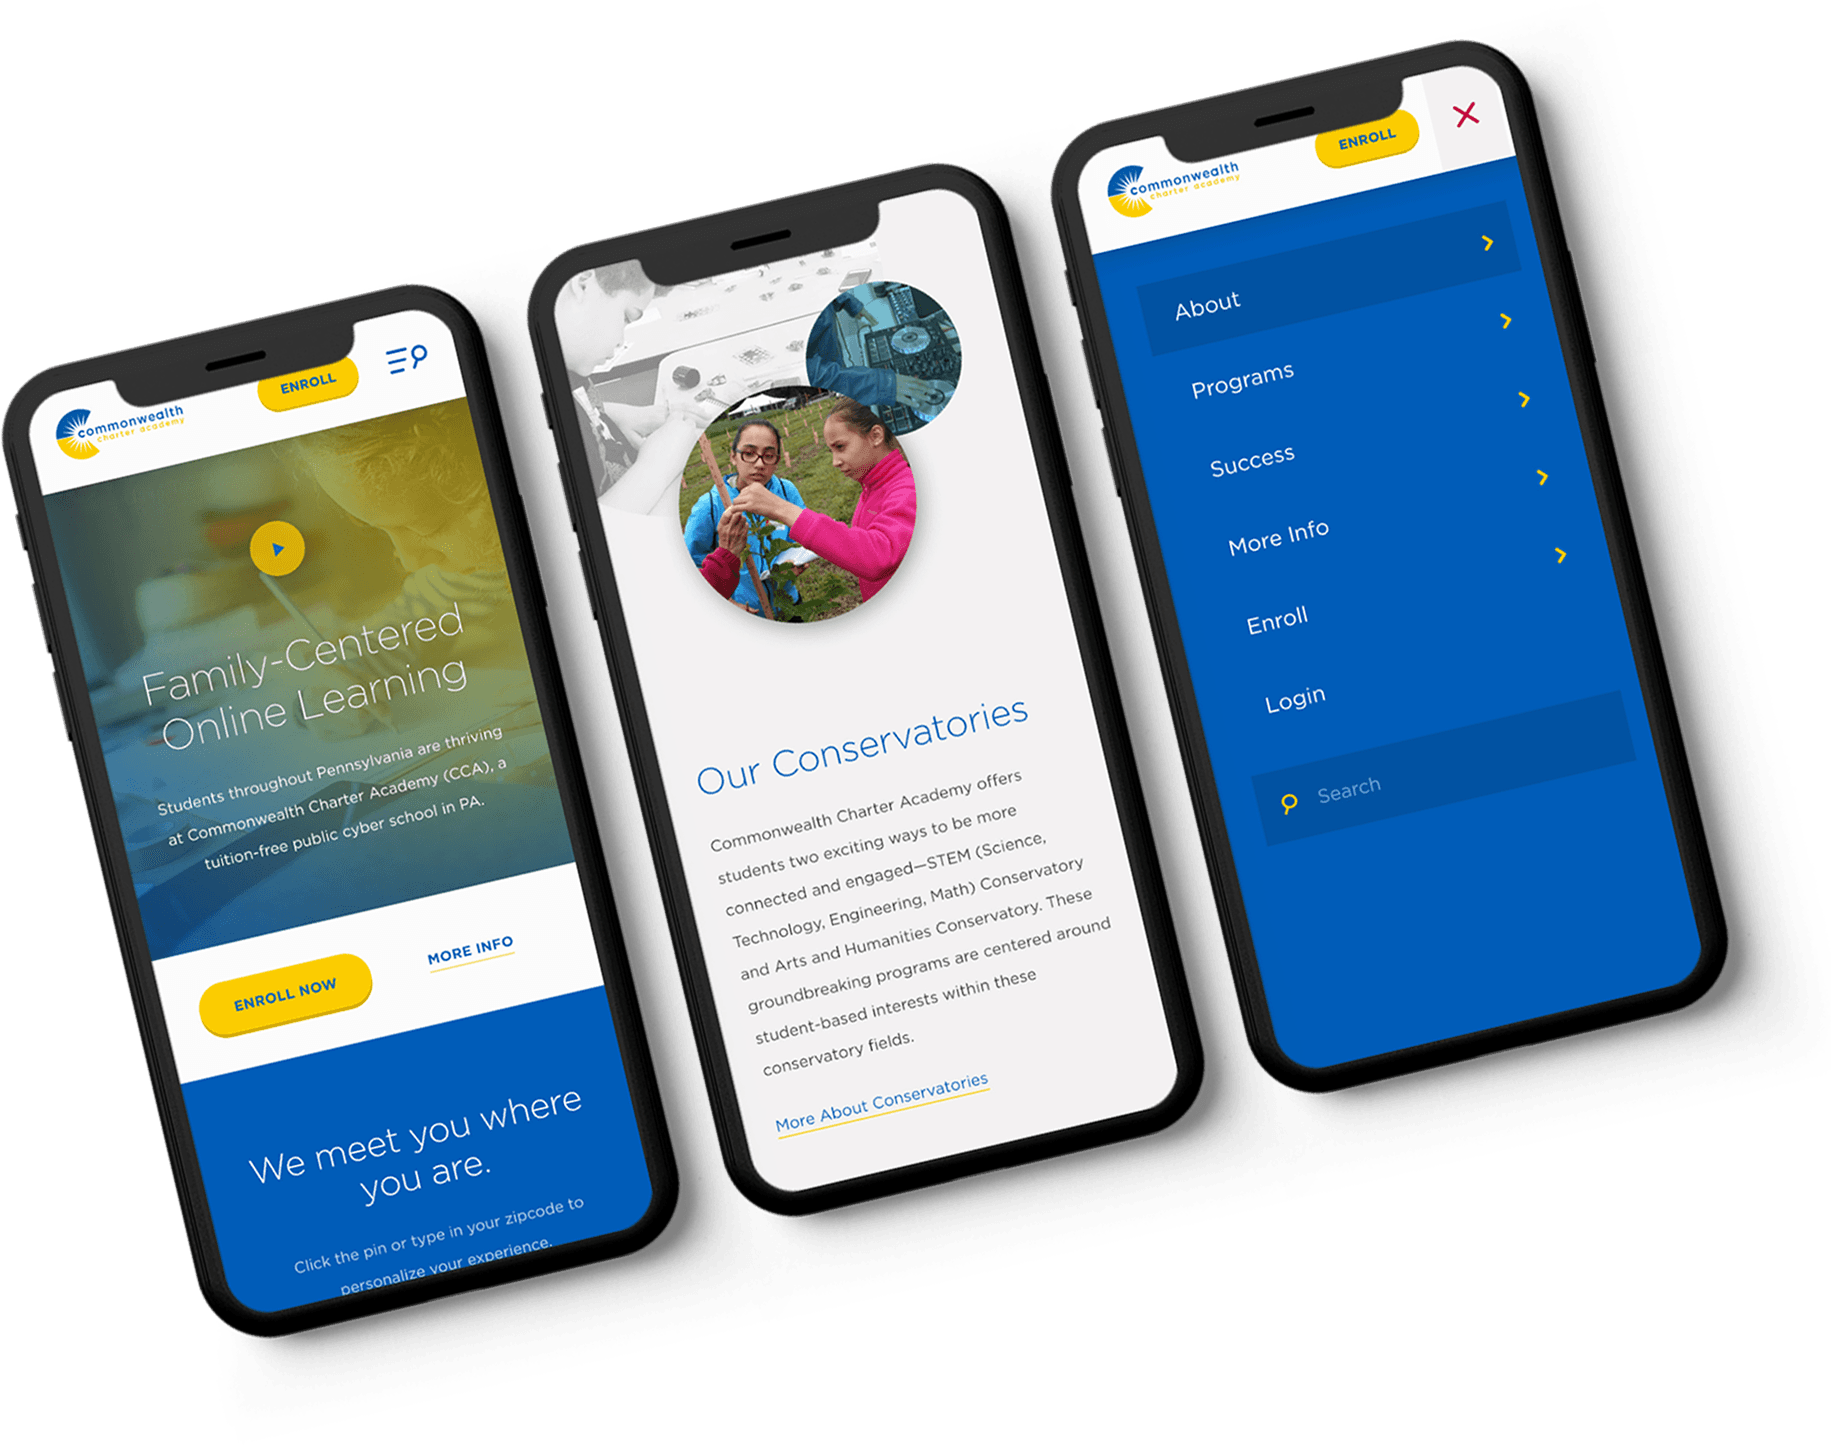 commonwealth
charter academy
ENROLL
Family-Centered
Online Learning
Students throughout Pennsylvania are thriving
at Commonwealth Charter Academy (CCA), a
tuition-free public cyber school in PA.
ENROLL NOW
MORE INFO
We meet you where
you are.
Click the pin or type in your zipcode to
personalize your experience.
Our Conservatories
Commonwealth Charter Academy offers
students two exciting ways to be more
connected and engaged—STEM (Science,
Technology, Engineering, Math) Conservatory
and Arts and Humanities Conservatory. These
groundbreaking programs are centered around
student-based interests within these
conservatory fields.
More About Conservatories
commonwealth
charter academy
ENROLL
About
Programs
Success
More Info
Enroll
Login
Search